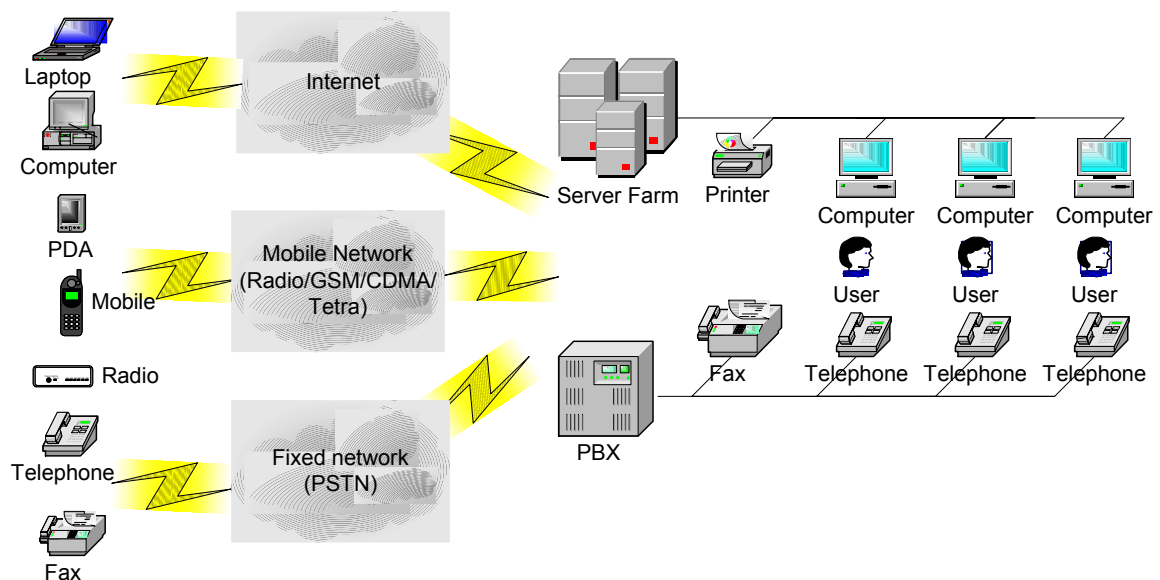 Laptop
Internet
Computer
Server Farm
Printer
Computer
Computer
Computer
PDA
Mobile Network
(Radio/GSM/CDMA/
Tetra)
Mobile
User
User
User
Radio
Fax
Telephone
Telephone
Telephone
PBX
Telephone
Fixed network
(PSTN)
Fax